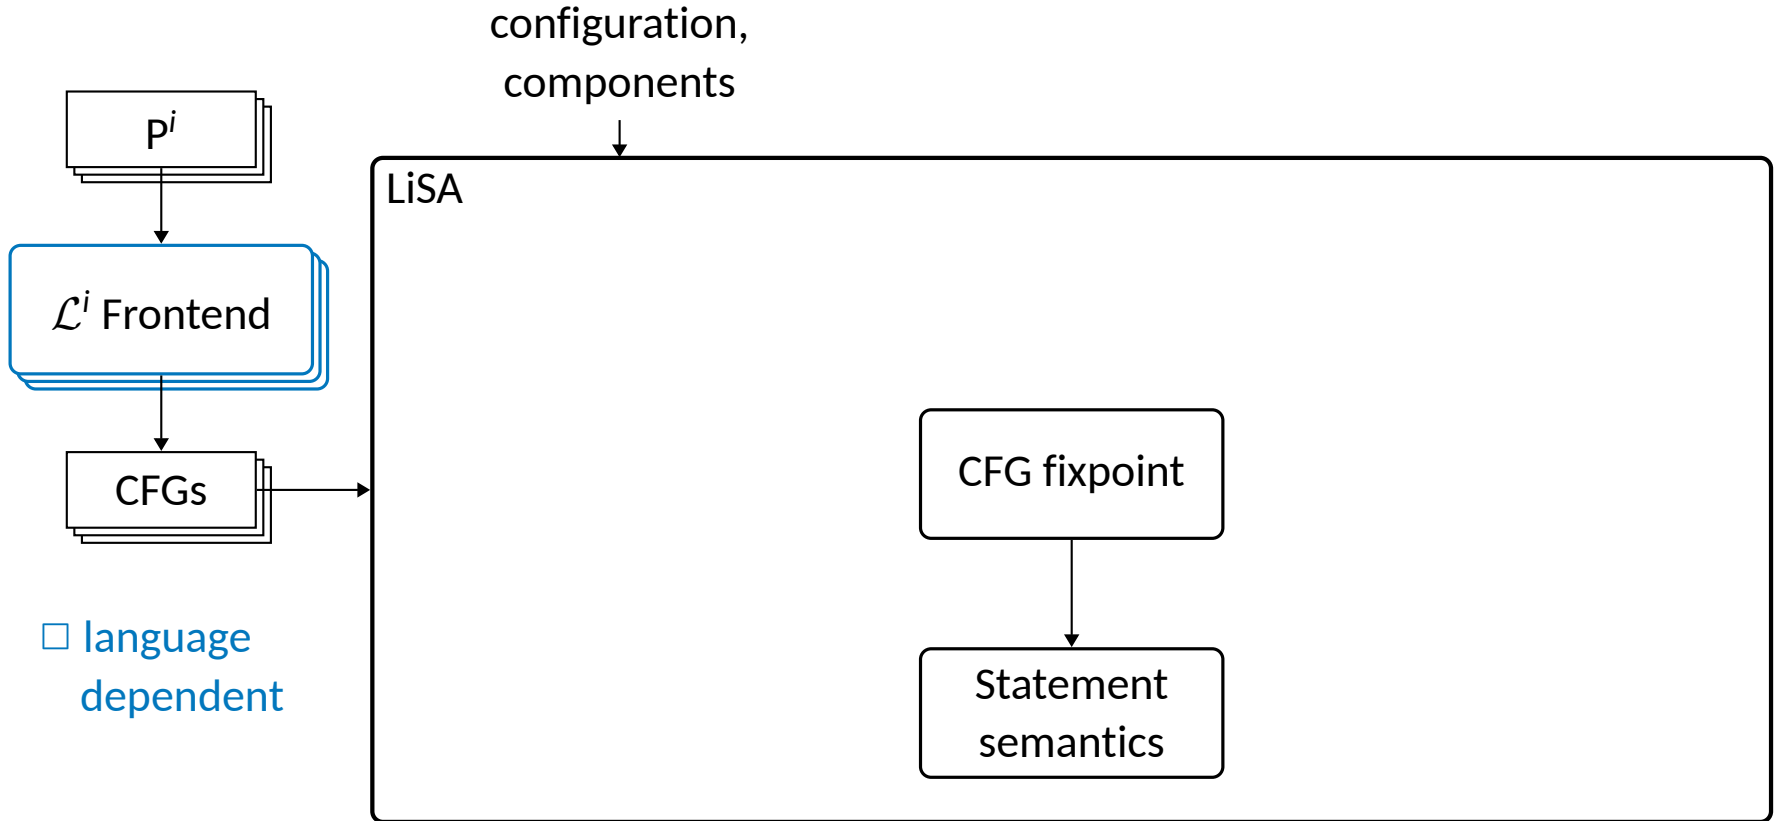 configuration,
components
Pⁱ
LiSA
ℒⁱ Frontend
CFGs
CFG fixpoint
language
dependent
Statement
semantics